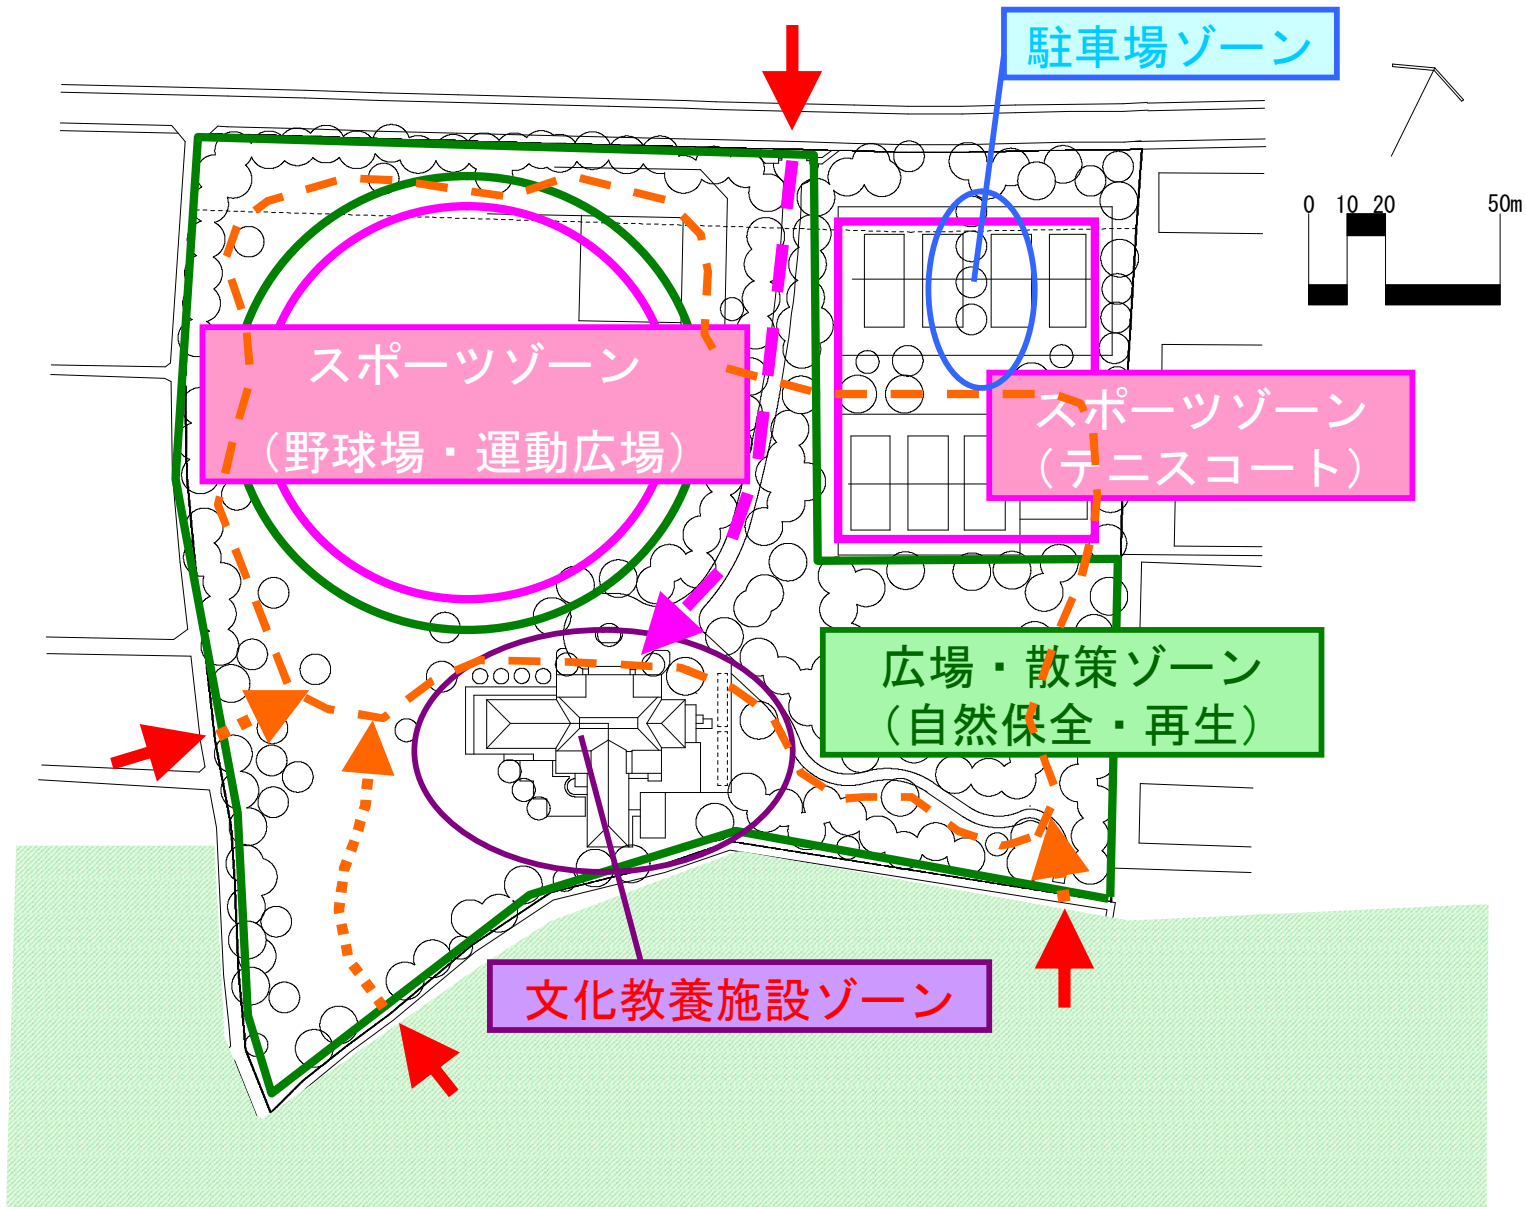 駐車場ゾーン
0 10 20 50m
スポーツゾーン
（野球場・運動広場）
スポーツゾーン
（テニスコート）
広場・散策ゾーン
（自然保全・再生）
文化教養施設ゾーン